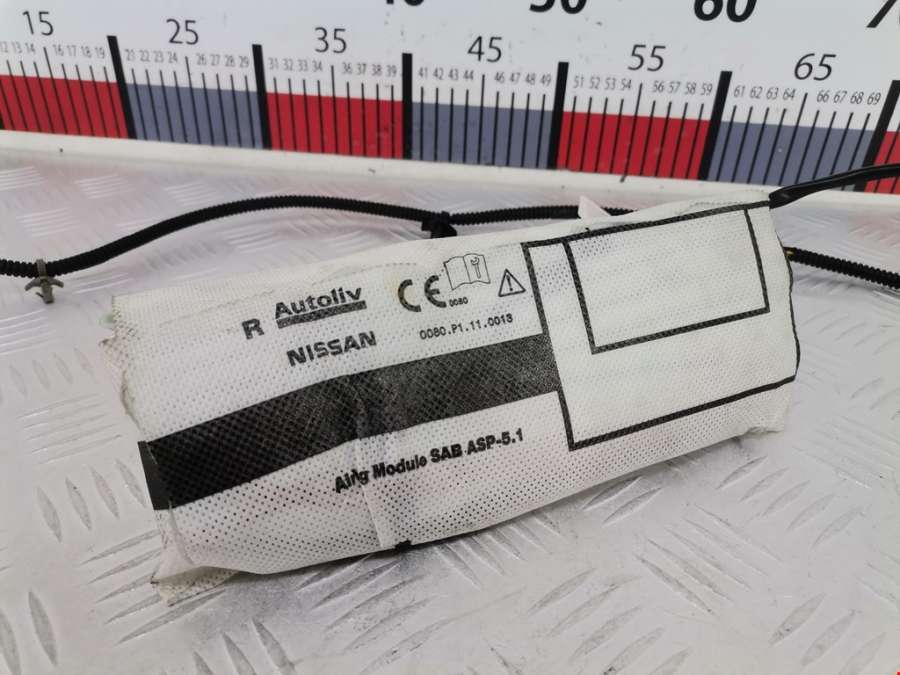 15 25 35 45 55 60 65
12 13 14 16 17 18 19 21 22 23 24 26 27 28 29 31 32 33 34 36 37 38 39 41 42 43 44 46 47 48 49 51 52 53 54 56 57 58 59 61 62 63 64 66 67 68 69
R Autoliv
NISSAN
CE
0080
0080.P1.11.0013
Airg Module SAB ASP-5.1